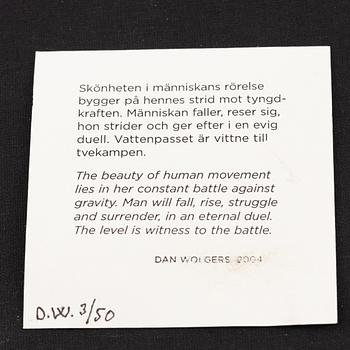 Skönheten i människans rörelse
bygger på hennes strid mot tyngd-
kraften. Människan faller, reser sig,
hon strider och ger efter i en evig
duell. Vattenpasset är vittne till
tvekampen.
The beauty of human movement
lies in her constant battle against
gravity. Man will fall, rise, struggle
and surrender, in an eternal duel.
The level is witness to the battle.
DAN WOLGERS 2004
D.W. 3/50